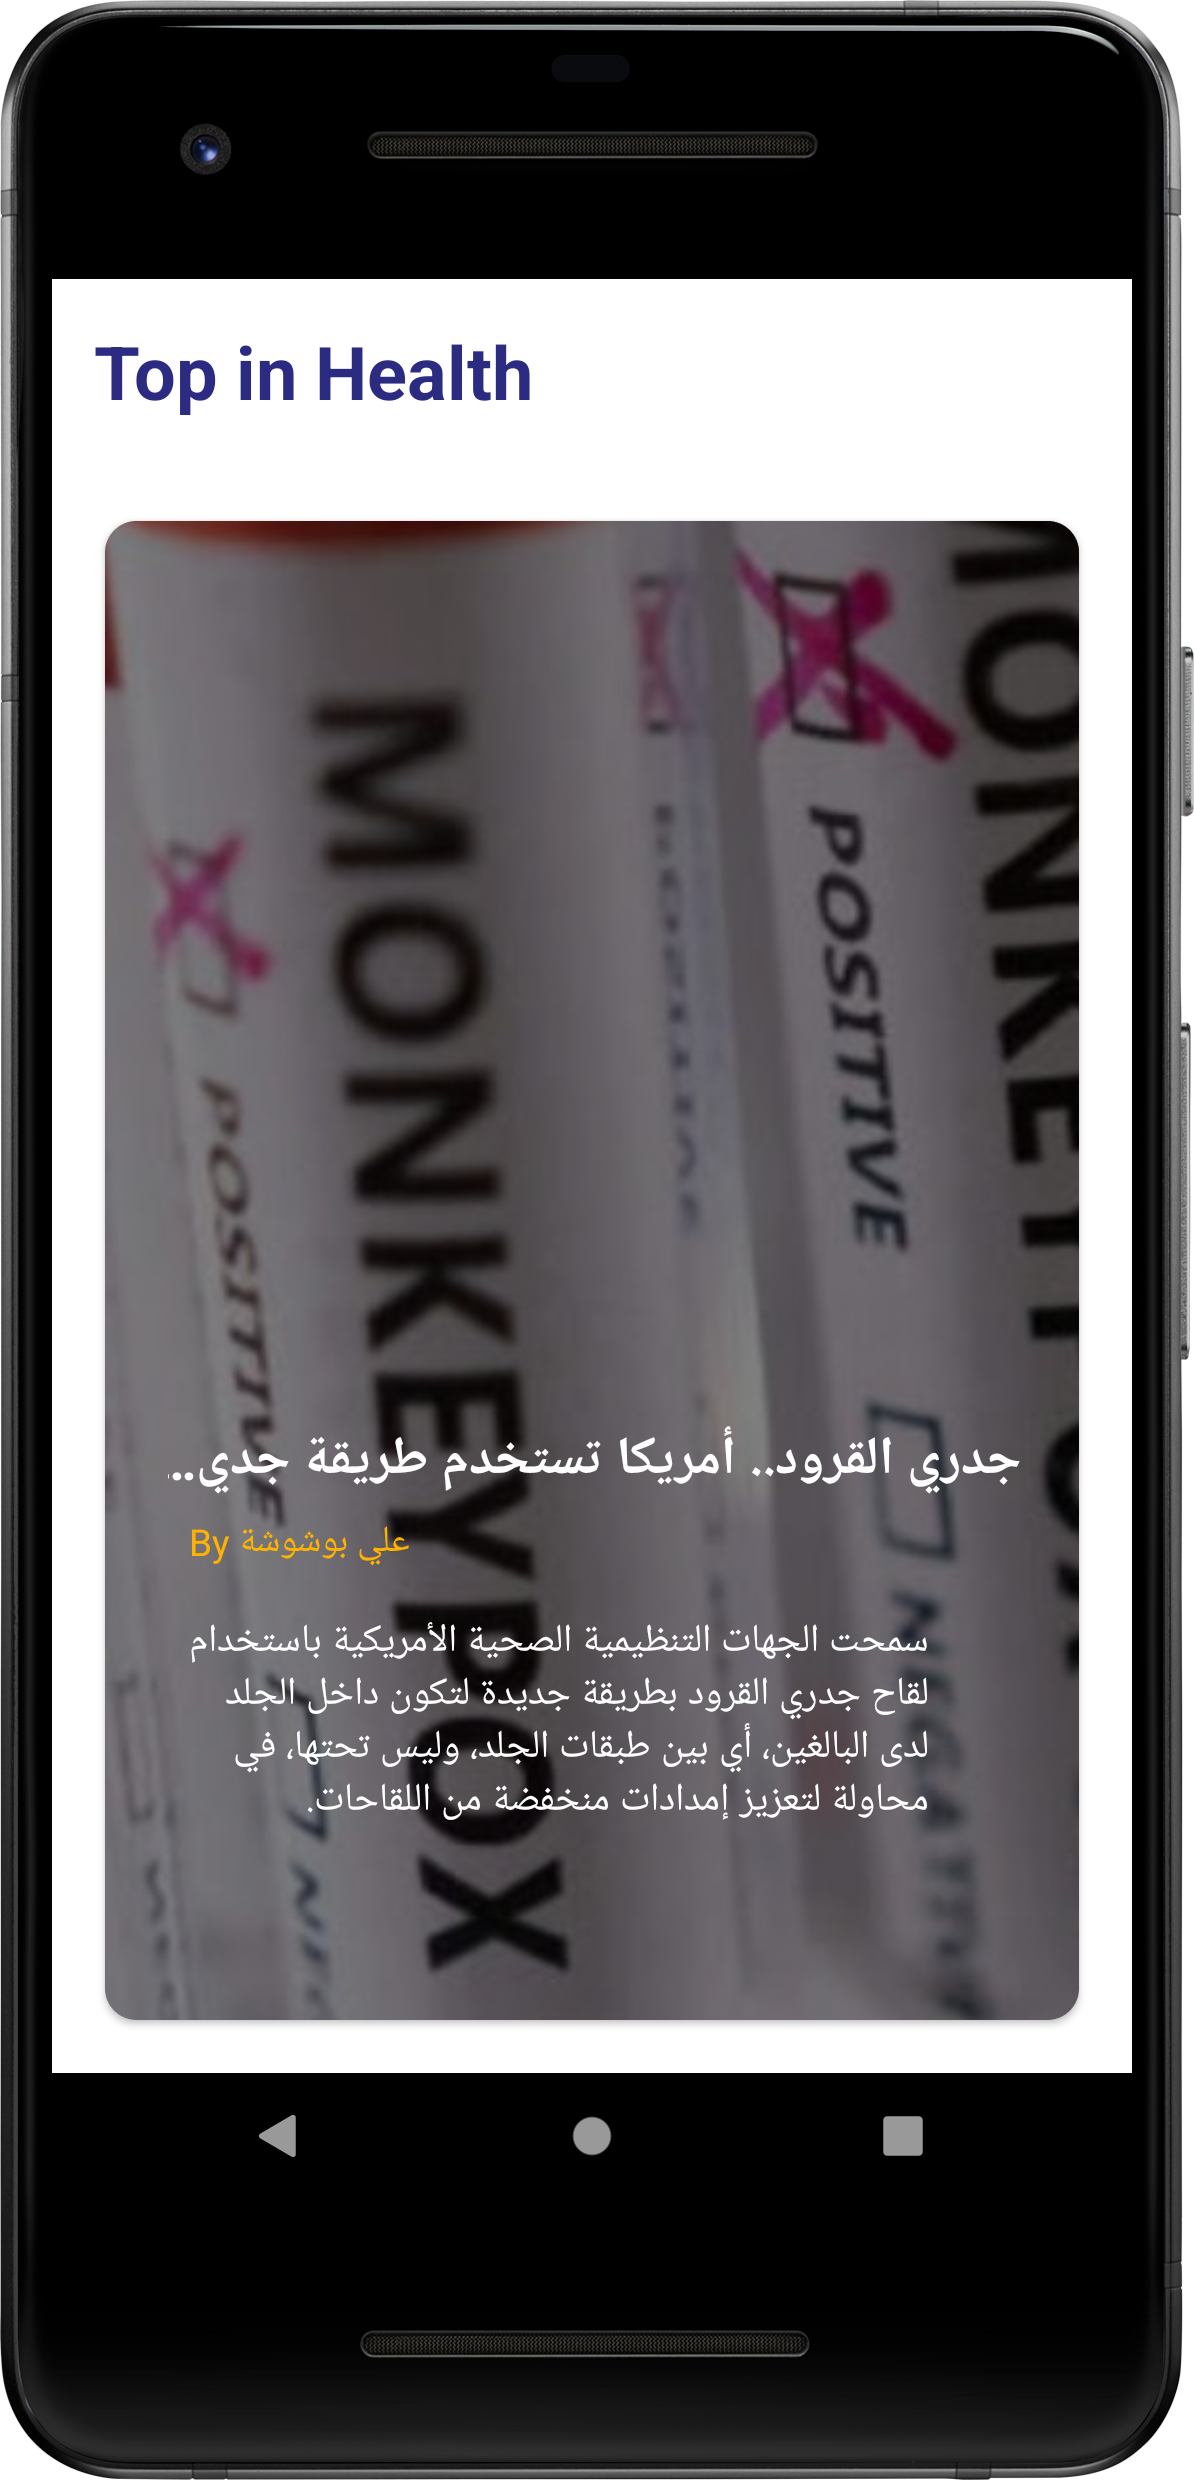 Top in Health
MONKEYPOX
POSITIVE
POSITIVE
جدري القرود.. أمريكا تستخدم طريقة جدي..
By علي بوشوشة
سمحت الجهات التنظيمية الصحية الأمريكية باستخدام
لقاح جدري القرود بطريقة جديدة لتكون داخل الجلد
لدى البالغين، أي بين طبقات الجلد، وليس تحتها، في
محاولة لتعزيز إمدادات منخفضة من اللقاحات.